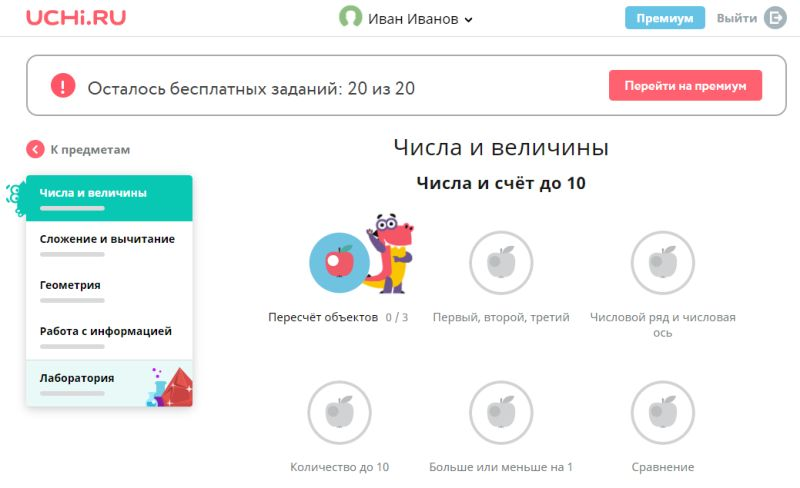 UCHi.RU
Иван Иванов
Премиум
Выйти
Осталось бесплатных заданий: 20 из 20
Перейти на премиум
К предметам
Числа и величины
Сложение и вычитание
Геометрия
Работа с информацией
Лаборатория
Числа и величины
Числа и счёт до 10
Пересчёт объектов 0 / 3
Первый, второй, третий
Числовой ряд и числовая
ось
Количество до 10
Больше или меньше на 1
Сравнение